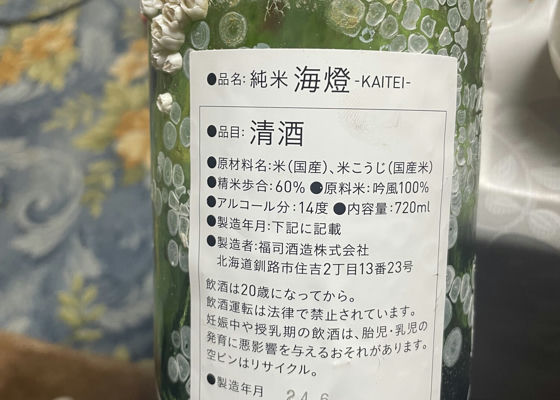 ●品名:純米 海燈-KAITEI-
●品目:清酒
●原材料名:米(国産)、米こうじ(国産米)
●精米歩合:60% ●原料米:吟風100%
●アルコール分:14度 ●内容量:720ml
●製造年月:下記に記載
●製造者:福司酒造株式会社
北海道釧路市住吉2丁目13番23号
飲酒は20歳になってから。
飲酒運転は法律で禁止されています。
妊娠中や授乳期の飲酒は、胎児・乳児の
発育に悪影響を与えるおそれがあります。
空ビンはリサイクル。
●製造年月 24.6